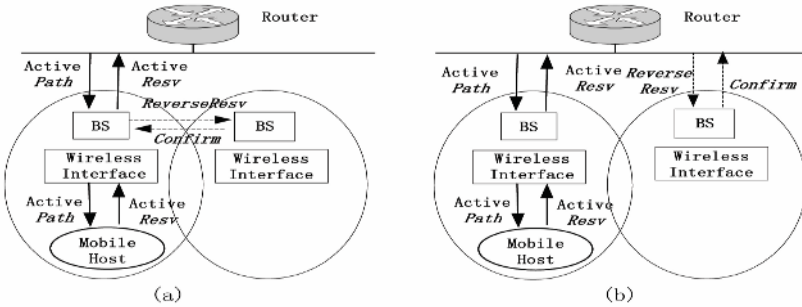 Router
Active
Path
Active
Resv
ReverseResv
BS
BS
Confirm
Wireless
Interface
Wireless
Interface
Active
Path
Active
Resv
Mobile
Host
(a)
Router
Active
Path
Active
Resv
Reverse
Resv
Confirm
BS
BS
Wireless
Interface
Wireless
Interface
Active
Path
Active
Resv
Mobile
Host
(b)